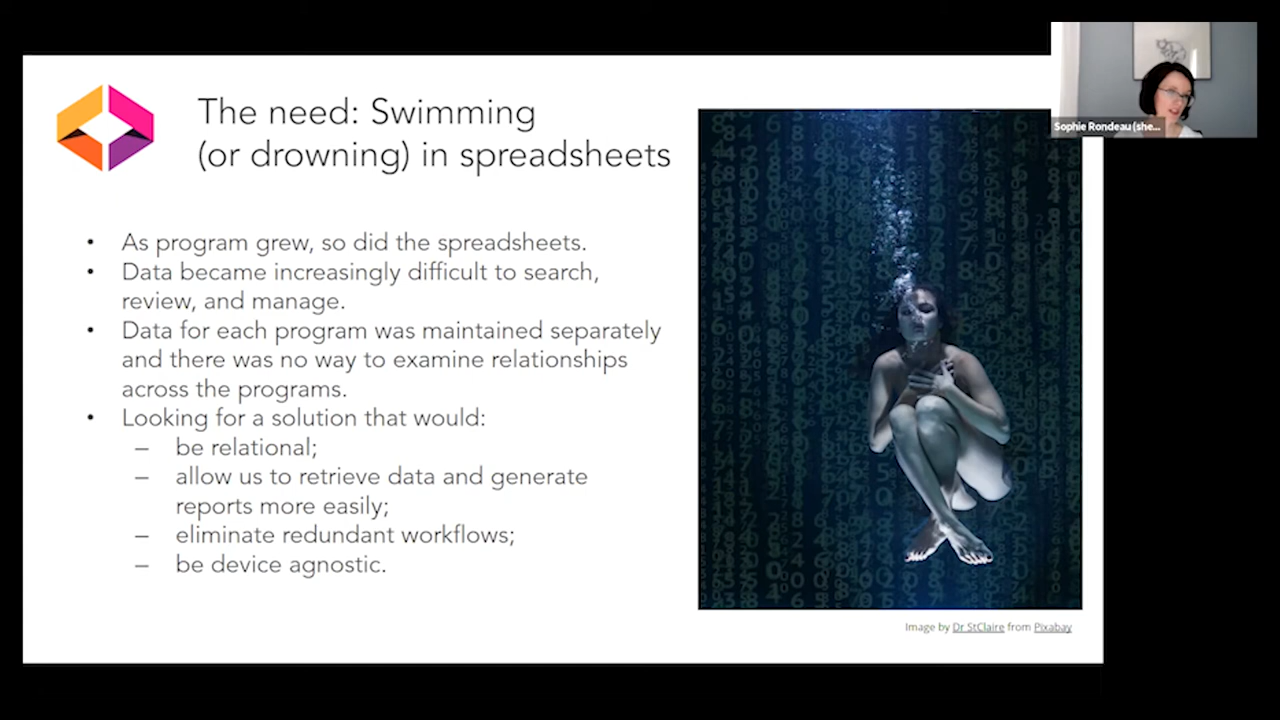 The need: Swimming
(or drowning) in spreadsheets
• As program grew, so did the spreadsheets.
• Data became increasingly difficult to search,
review, and manage.
• Data for each program was maintained separately
and there was no way to examine relationships
across the programs.
• Looking for a solution that would:
– be relational;
– allow us to retrieve data and generate
reports more easily;
– eliminate redundant workflows;
– be device agnostic.
Image by Dr StClaire from Pixabay
Sophie Rondeau (she...